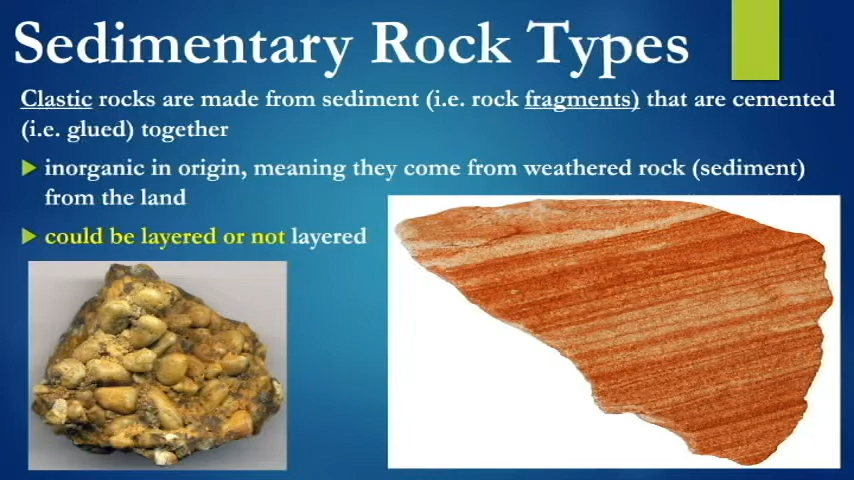 Sedimentary Rock Types
Clastic rocks are made from sediment (i.e. rock fragments) that are cemented
(i.e. glued) together
inorganic in origin, meaning they come from weathered rock (sediment)
from the land
could be layered or not layered